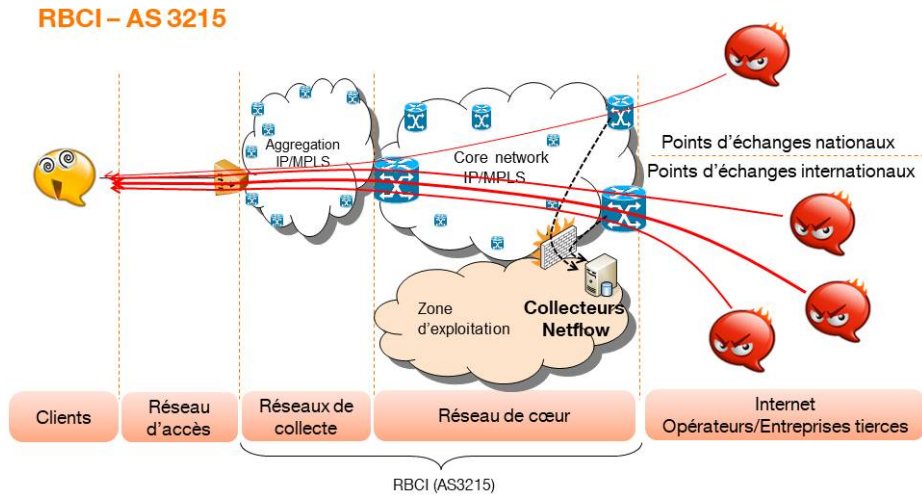 RBCI – AS 3215
Aggregation
IP/MPLS
Core network
IP/MPLS
Points d'échanges nationaux
Points d'échanges internationaux
Zone
d'exploitation
Collecteurs
Netflow
Clients
Réseau
d'accès
Réseaux de
collecte
Réseau de cœur
Internet
Opérateurs/Entreprises tierces
RBCI (AS3215)